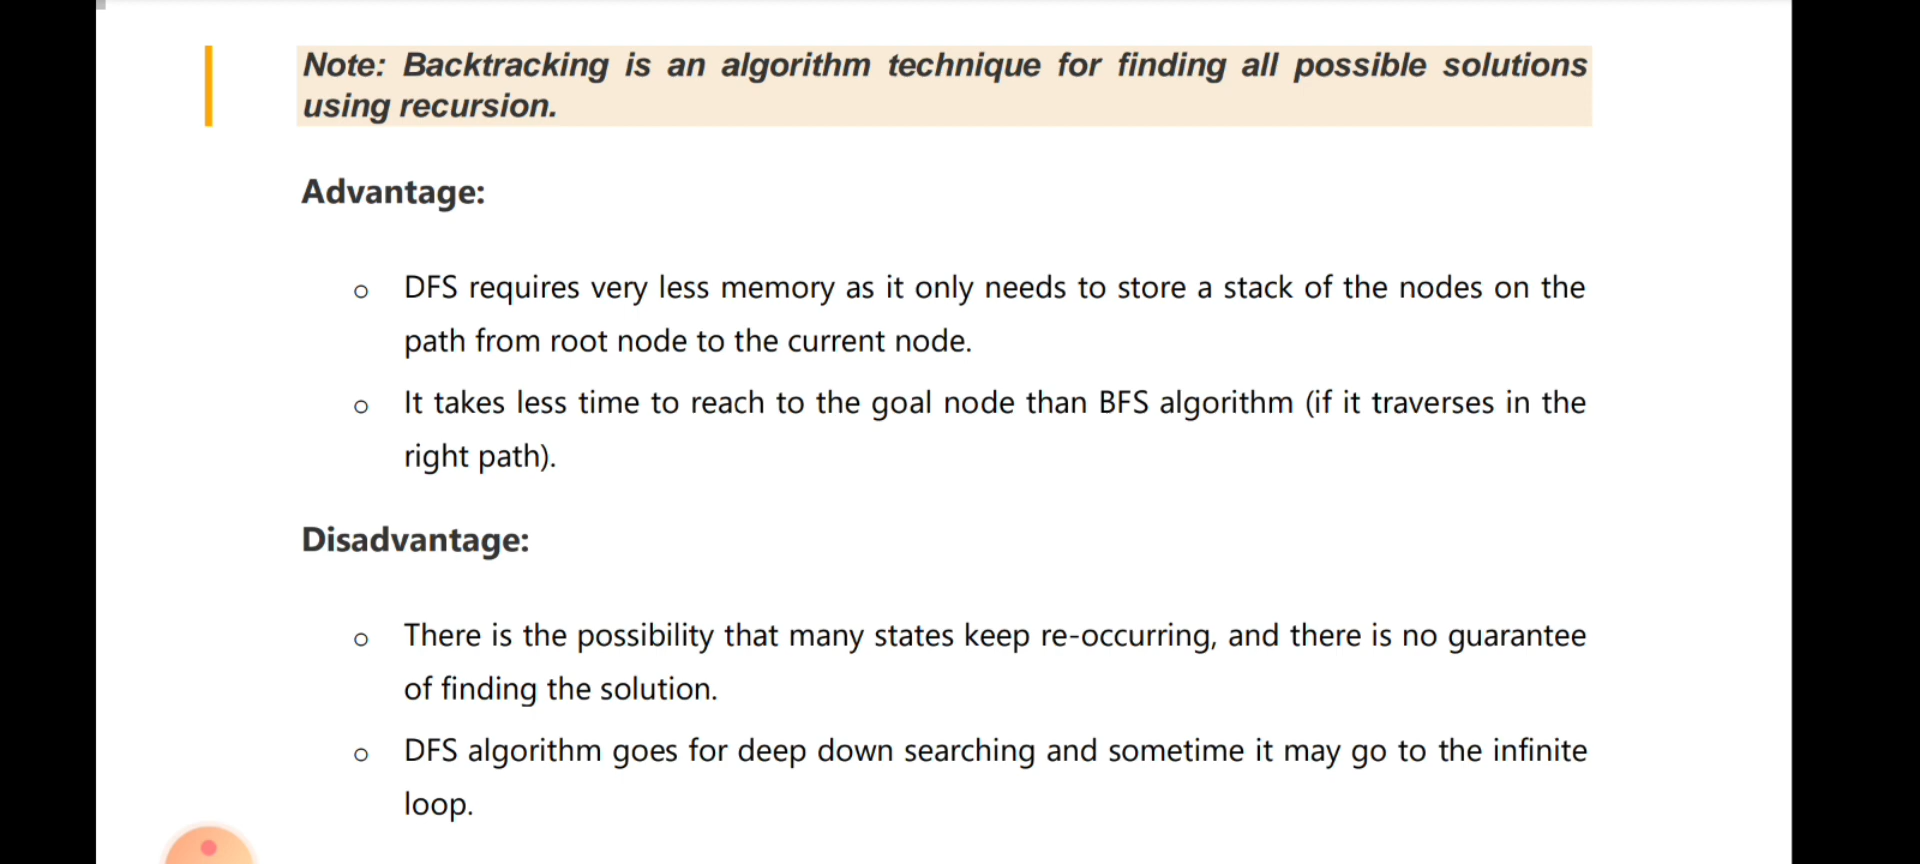 Note: Backtracking is an algorithm technique for finding all possible solutions
using recursion.
Advantage:
o DFS requires very less memory as it only needs to store a stack of the nodes on the
path from root node to the current node.
o It takes less time to reach to the goal node than BFS algorithm (if it traverses in the
right path).
Disadvantage:
o There is the possibility that many states keep re-occurring, and there is no guarantee
of finding the solution.
o DFS algorithm goes for deep down searching and sometime it may go to the infinite
loop.